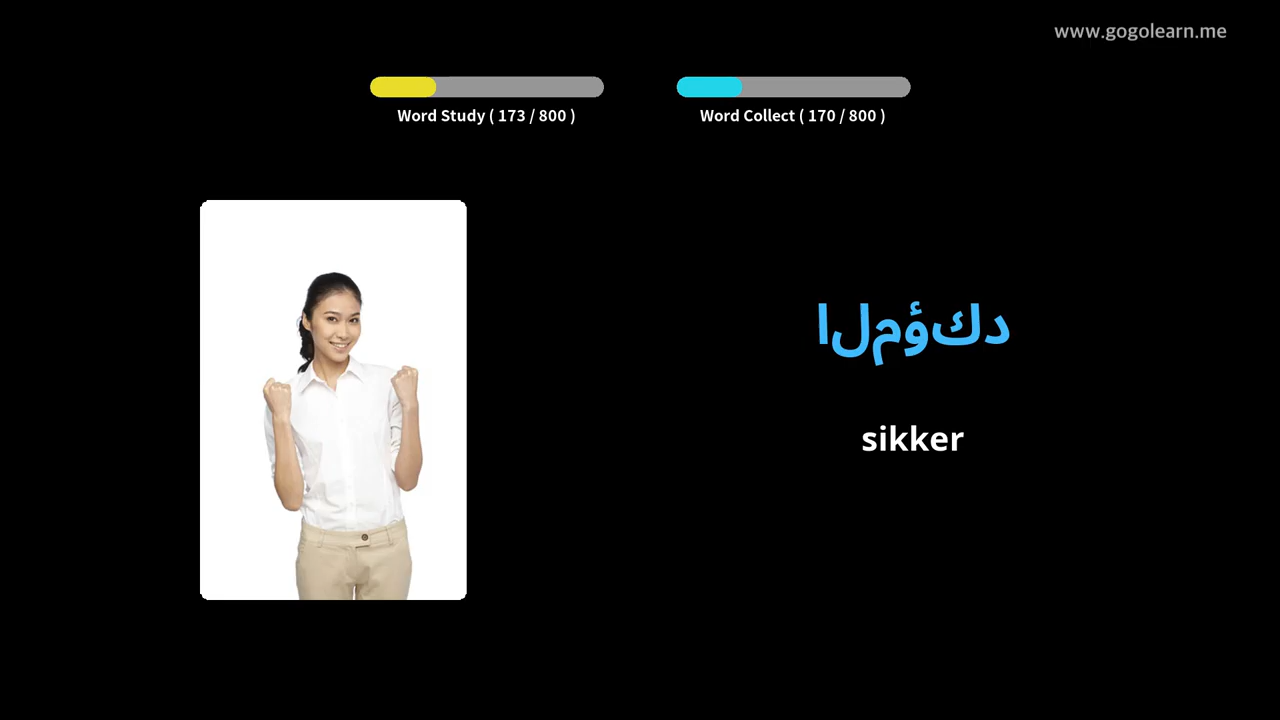 www.gogolearn.me
Word Study ( 173 / 800 )
Word Collect ( 170 / 800 )
المؤكد
sikker